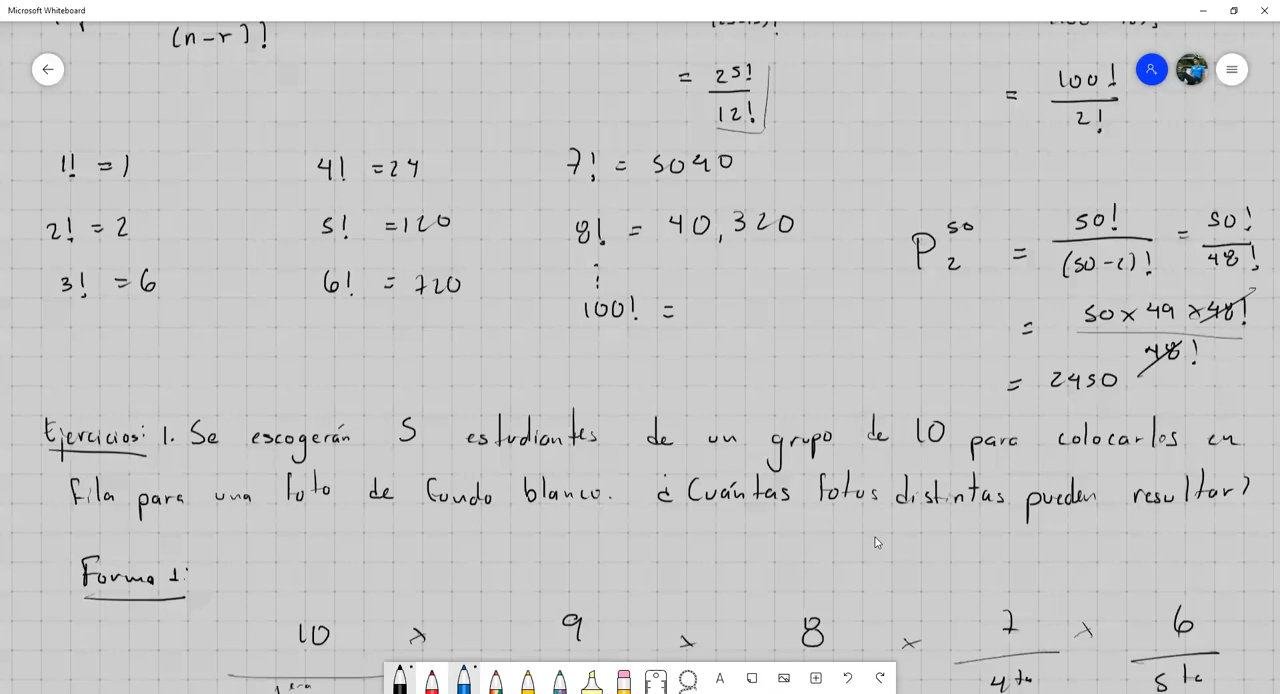 Microsoft Whiteboard
(n-r)!
= 25!
12!
= 100!
2!
1! = 1
4! = 24
7! = 5040
2! = 2
5! = 120
8! = 40,320
3! = 6
6! = 720
⋮
100! =
P 50 2 = 50! / (50-2)! = 50! / 48!
= 50 x 49 x 48! / 48!
= 2450
Ejercicios: 1. Se escogerán 5 estudiantes de un grupo de 10 para colocarlos en
fila para una foto de fondo blanco. ¿Cuántas fotos distintas pueden resultar?
Forma 1:
10 x 9 x 8 x 7 x 6
1era 4ta 5ta
A